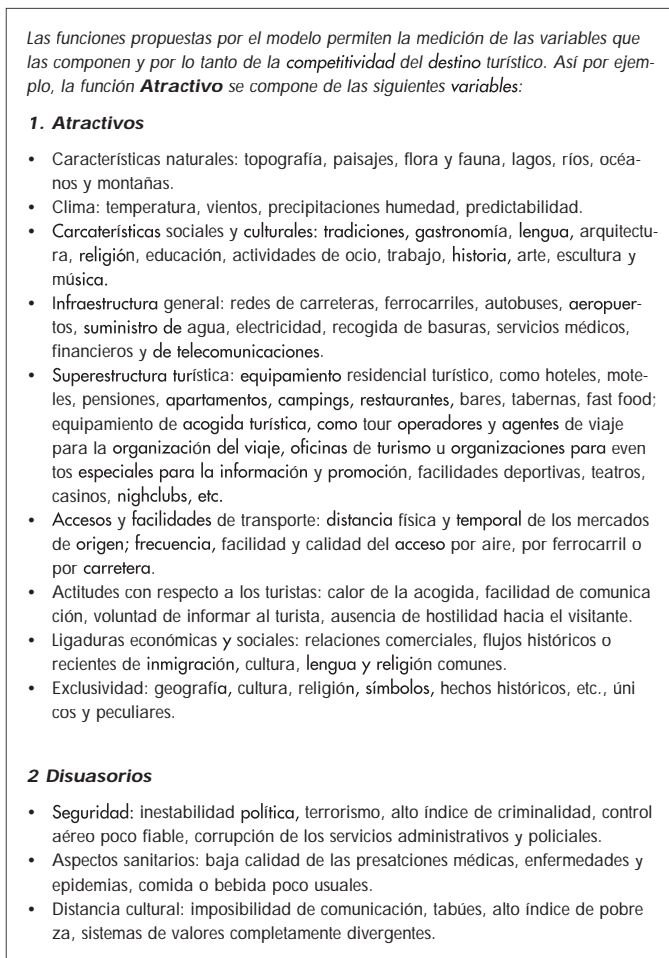 Las funciones propuestas por el modelo permiten la medición de las variables que
las componen y por lo tanto de la competitividad del destino turístico. Así por ejem-
plo, la función Atractivo se compone de las siguientes variables:
1. Atractivos
• Características naturales: topografía, paisajes, flora y fauna, lagos, ríos, océa-
nos y montañas.
• Clima: temperatura, vientos, precipitaciones humedad, predictabilidad.
• Carcaterísticas sociales y culturales: tradiciones, gastronomía, lengua, arquitectu-
ra, religión, educación, actividades de ocio, trabajo, historia, arte, escultura y
música.
• Infraestructura general: redes de carreteras, ferrocarriles, autobuses, aeropuer-
tos, suministro de agua, electricidad, recogida de basuras, servicios médicos,
financieros y de telecomunicaciones.
• Superestructura turística: equipamiento residencial turístico, como hoteles, mote-
les, pensiones, apartamentos, campings, restaurantes, bares, tabernas, fast food;
equipamiento de acogida turística, como tour operadores y agentes de viaje
para la organización del viaje, oficinas de turismo u organizaciones para even
tos especiales para la información y promoción, facilidades deportivas, teatros,
casinos, nighclubs, etc.
• Accesos y facilidades de transporte: distancia física y temporal de los mercados
de origen; frecuencia, facilidad y calidad del acceso por aire, por ferrocarril o
por carretera.
• Actitudes con respecto a los turistas: calor de la acogida, facilidad de comunica
ción, voluntad de informar al turista, ausencia de hostilidad hacia el visitante.
• Ligaduras económicas y sociales: relaciones comerciales, flujos históricos o
recientes de inmigración, cultura, lengua y religión comunes.
• Exclusividad: geografía, cultura, religión, símbolos, hechos históricos, etc., úni
cos y peculiares.
2 Disuasorios
• Seguridad: inestabilidad política, terrorismo, alto índice de criminalidad, control
aéreo poco fiable, corrupción de los servicios administrativos y policiales.
• Aspectos sanitarios: baja calidad de las presatciones médicas, enfermedades y
epidemias, comida o bebida poco usuales.
• Distancia cultural: imposibilidad de comunicación, tabúes, alto índice de pobre
za, sistemas de valores completamente divergentes.